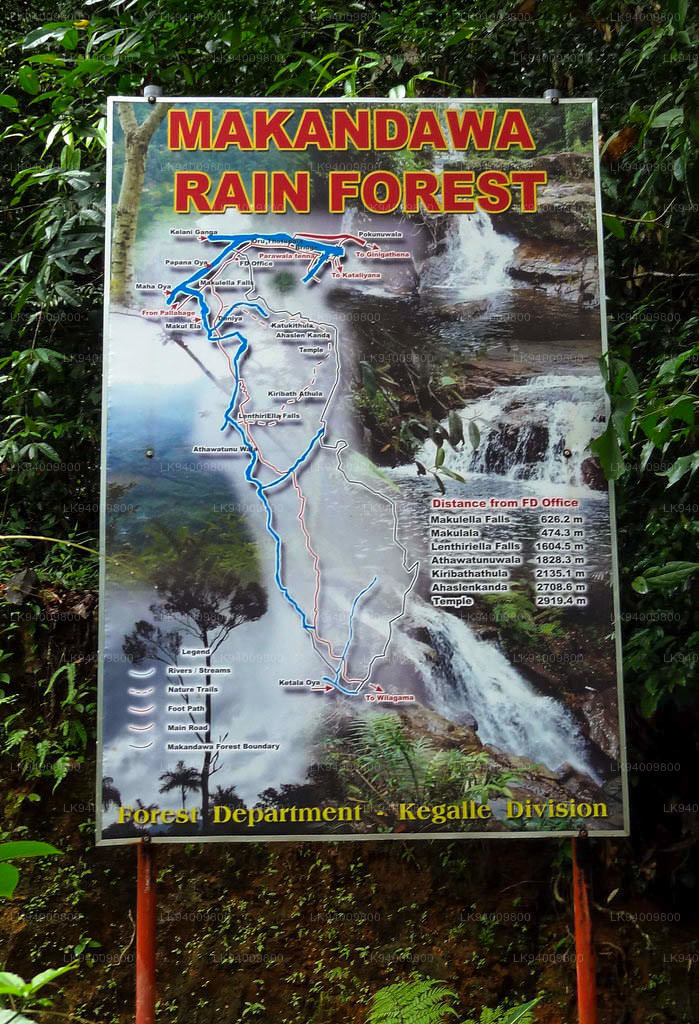 MAKANDAWA
RAIN FOREST
Kelani Ganga
Pokunuwala
Parawala tenna
To Ginigathena
Papana Oya
FD Office
To Kataliyana
Makulella Falls
Maha Oya
From Pallahage
Makul Ela
Katukithula
Ahaslen Kanda
Temple
Kiribath Athula
LenthiriElla Falls
Athawatunu Wala
Distance from FD Office
Makulella Falls 626.2 m
Makulala 474.3 m
Lenthiriella Falls 1604.5 m
Athawatunuwala 1828.3 m
Kiribathathula 2135.1 m
Ahaslenkanda 2708.6 m
Temple 2919.4 m
Legend
Rivers / Streams
Nature Trails
Foot Path
Main Road
Makandawa Forest Boundary
Ketala Oya
To Wilagama
Forest Department - Kegalle Division
LK94009800